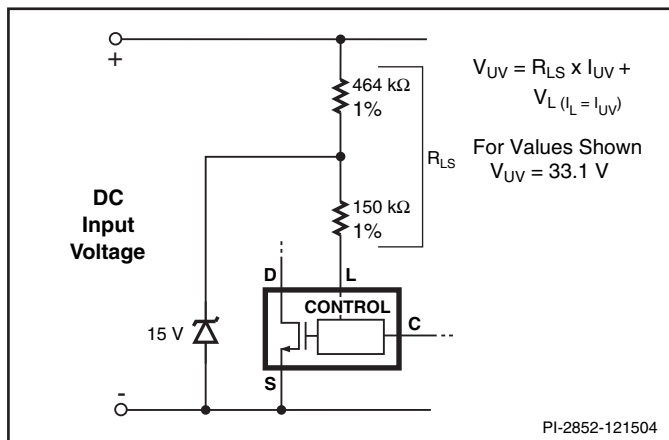 +
464 kΩ
1%
V_UV = R_LS x I_UV +
V_L (I_L = I_UV)
For Values Shown
V_UV = 33.1 V
R_LS
DC
Input
Voltage
150 kΩ
1%
D
L
CONTROL
C
15 V
S
-
PI-2852-121504